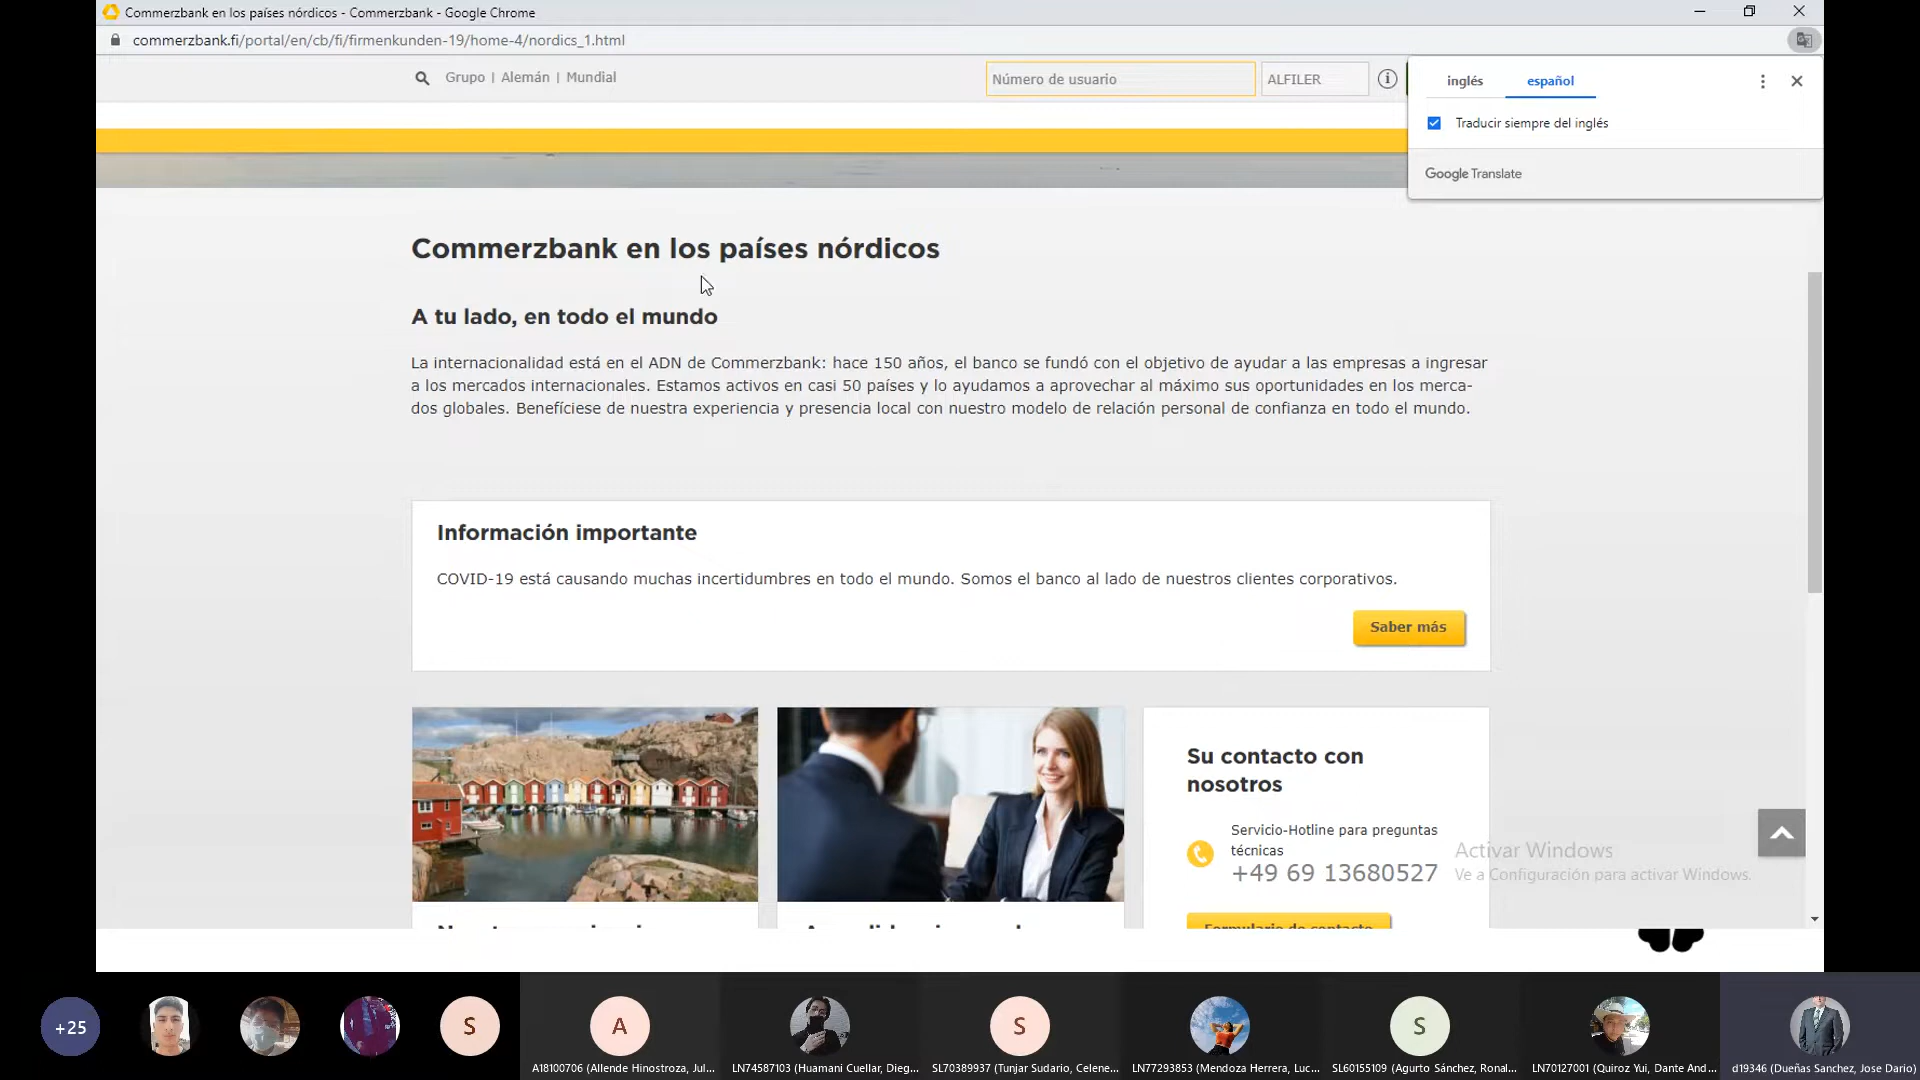 Commerzbank en los países nórdicos - Commerzbank - Google Chrome
commerzbank.fi/portal/en/cb/fi/firmenkunden-19/home-4/nordics_1.html
Grupo | Alemán | Mundial
Número de usuario
ALFILER
inglés
español
Traducir siempre del inglés
Google Translate
Commerzbank en los países nórdicos
A tu lado, en todo el mundo
La internacionalidad está en el ADN de Commerzbank: hace 150 años, el banco se fundó con el objetivo de ayudar a las empresas a ingresar
a los mercados internacionales. Estamos activos en casi 50 países y lo ayudamos a aprovechar al máximo sus oportunidades en los merca-
dos globales. Benefíciese de nuestra experiencia y presencia local con nuestro modelo de relación personal de confianza en todo el mundo.
Información importante
COVID-19 está causando muchas incertidumbres en todo el mundo. Somos el banco al lado de nuestros clientes corporativos.
Saber más
Su contacto con
nosotros
Servicio-Hotline para preguntas
técnicas
+49 69 13680527
Formulario de contacto
Activar Windows
Ve a Configuración para activar Windows.
+25
S
A
S
S
A18100706 (Allende Hinostroza, Jul...
LN74587103 (Huamani Cuellar, Dieg...
SL70389937 (Tunjar Sudario, Celene...
LN77293853 (Mendoza Herrera, Luc...
SL60155109 (Agurto Sánchez, Ronal...
LN70127001 (Quiroz Yui, Dante And...
d19346 (Dueñas Sanchez, Jose Dario)